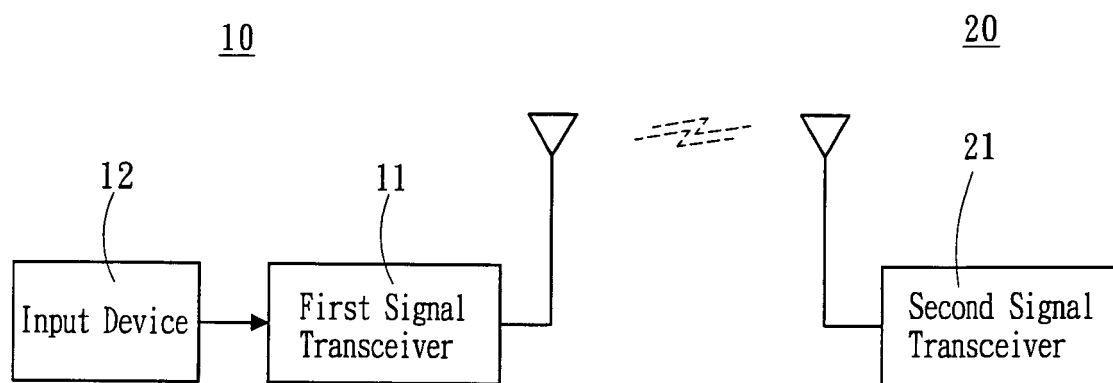 10
20
12
11
21
Input Device
First Signal
Transceiver
Second Signal
Transceiver